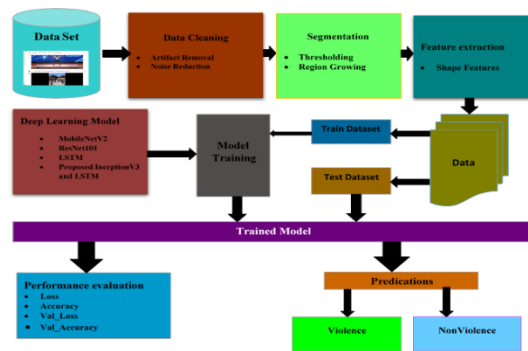 Data Set
Data Cleaning
Artifact Removal
Noise Reduction
Segmentation
Thresholding
Region Growing
Feature extraction
Shape Features
Deep Learning Model
MobileNetV2
ResNet101
LSTM
Proposed InceptionV3
and LSTM
Model
Training
Train Dataset
Test Dataset
Data
Trained Model
Performance evaluation
Loss
Accuracy
Val_Loss
Val_Accuracy
Predications
Violence
NonViolence